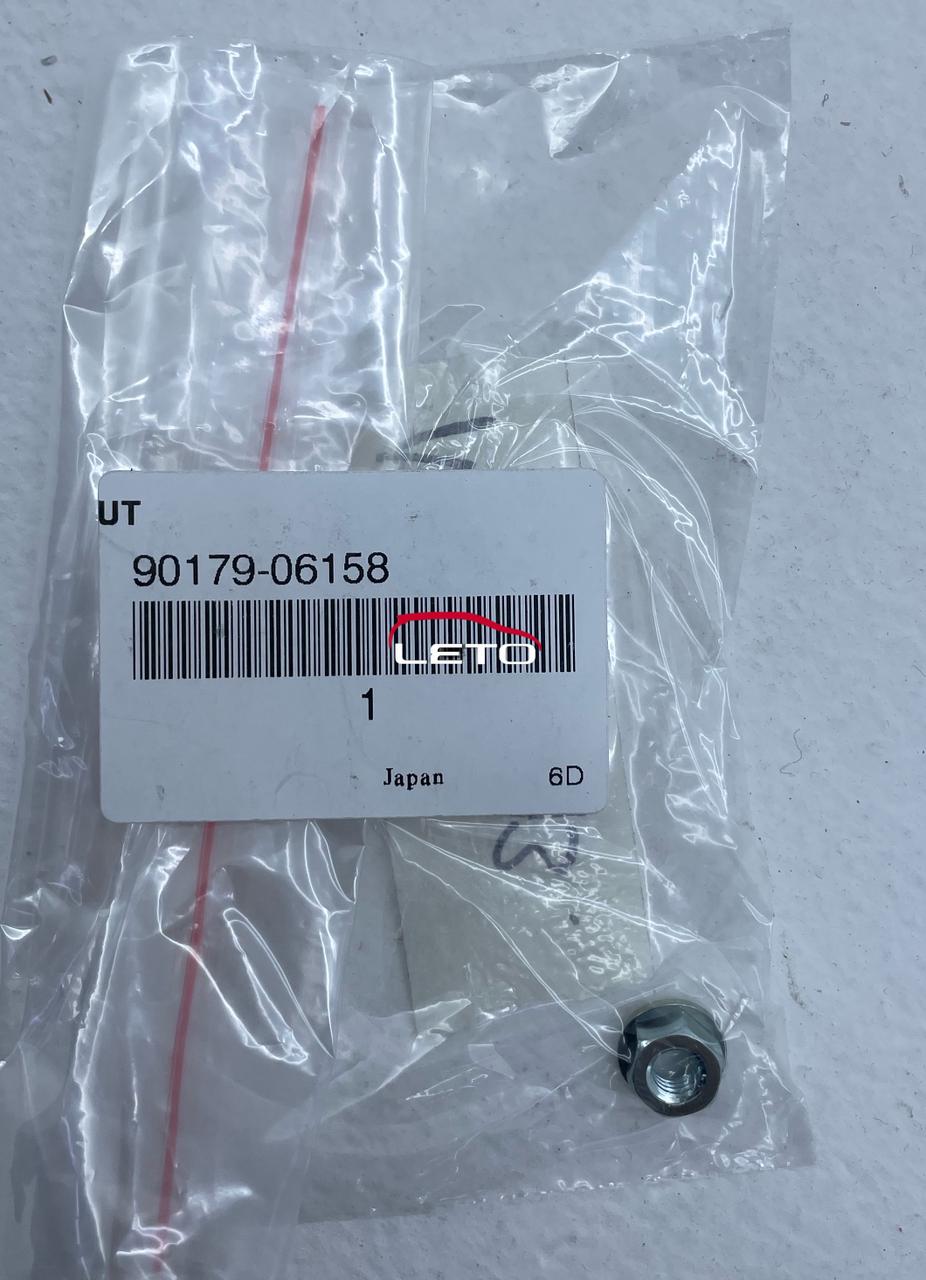 UT
90179-06158
LETO
1
Japan
6D